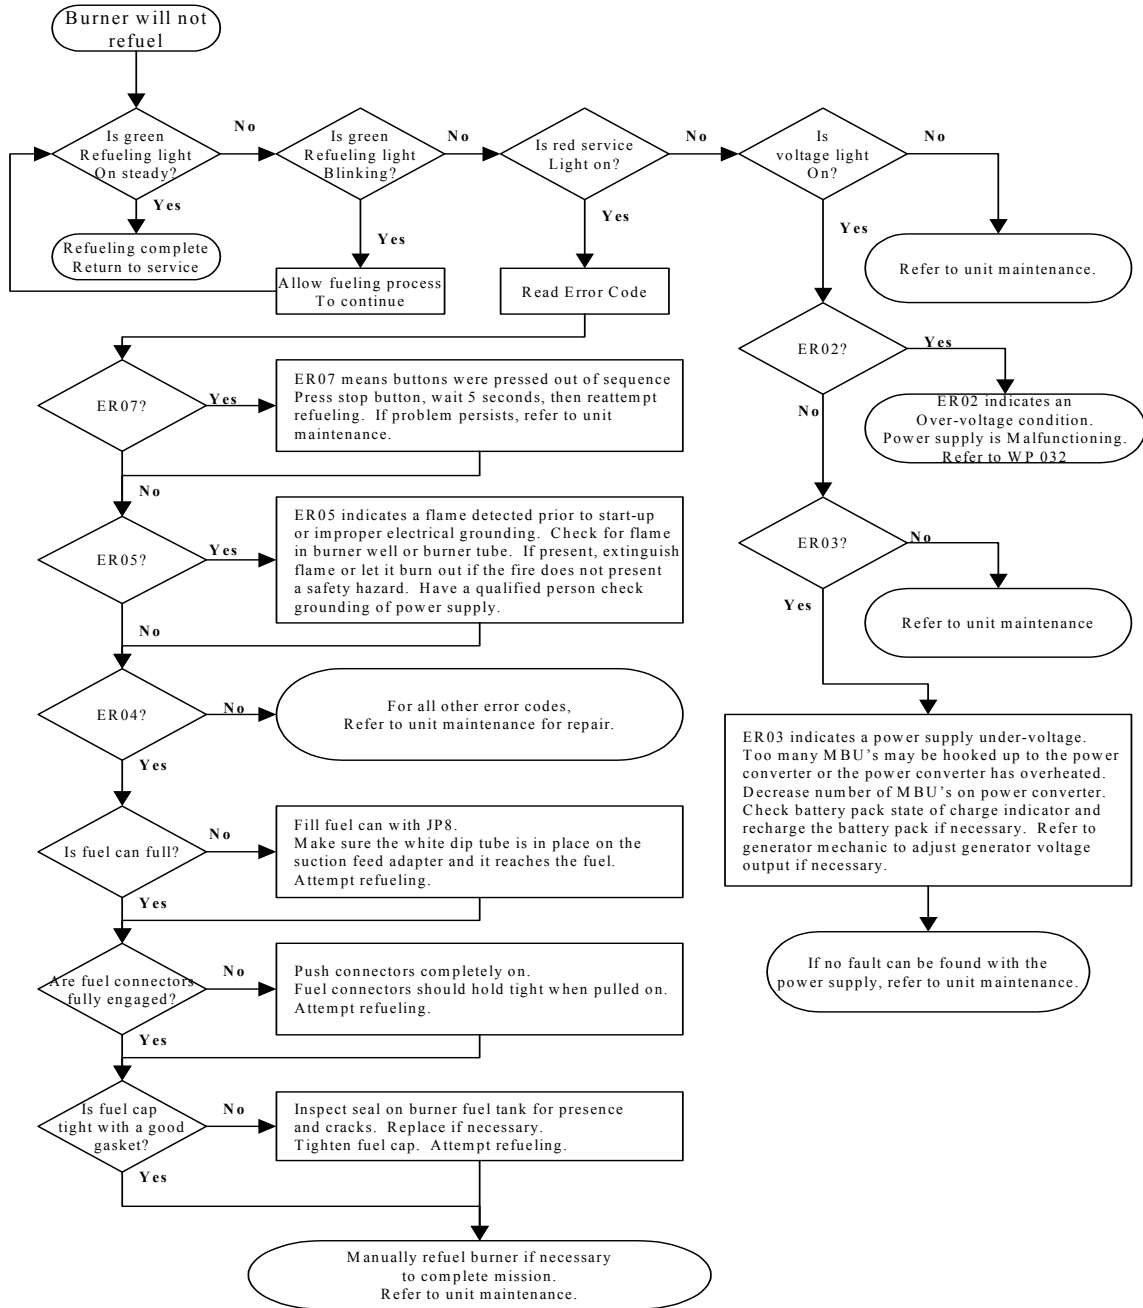 Burner will not
refuel
Is green
Refueling light
On steady?
No
Yes
Refueling complete
Return to service
Is green
Refueling light
Blinking?
No
Yes
Allow fueling process
To continue
Is red service
Light on?
No
Yes
Read Error Code
Is
voltage light
On?
No
Yes
Refer to unit maintenance.
ER02?
Yes
No
ER02 indicates an
Over-voltage condition.
Power supply is Malfunctioning.
Refer to WP 032
ER03?
No
Yes
Refer to unit maintenance
ER03 indicates a power supply under-voltage.
Too many MBU's may be hooked up to the power
converter or the power converter has overheated.
Decrease number of MBU's on power converter.
Check battery pack state of charge indicator and
recharge the battery pack if necessary. Refer to
generator mechanic to adjust generator voltage
output if necessary.
If no fault can be found with the
power supply, refer to unit maintenance.
ER07?
Yes
No
ER07 means buttons were pressed out of sequence
Press stop button, wait 5 seconds, then reattempt
refueling. If problem persists, refer to unit
maintenance.
ER05?
Yes
No
ER05 indicates a flame detected prior to start-up
or improper electrical grounding. Check for flame
in burner well or burner tube. If present, extinguish
flame or let it burn out if the fire does not present
a safety hazard. Have a qualified person check
grounding of power supply.
ER04?
No
Yes
For all other error codes,
Refer to unit maintenance for repair.
Is fuel can full?
No
Yes
Fill fuel can with JP8.
Make sure the white dip tube is in place on the
suction feed adapter and it reaches the fuel.
Attempt refueling.
Are fuel connectors
fully engaged?
No
Yes
Push connectors completely on.
Fuel connectors should hold tight when pulled on.
Attempt refueling.
Is fuel cap
tight with a good
gasket?
No
Yes
Inspect seal on burner fuel tank for presence
and cracks. Replace if necessary.
Tighten fuel cap. Attempt refueling.
Manually refuel burner if necessary
to complete mission.
Refer to unit maintenance.